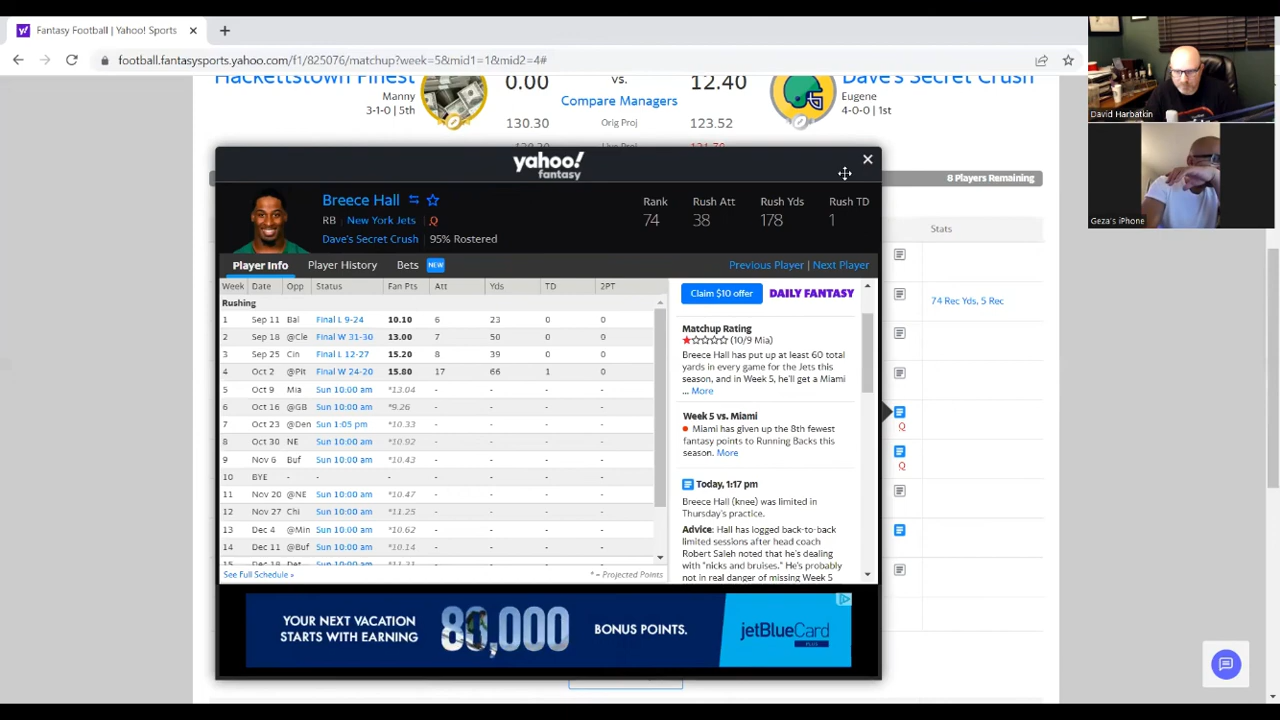 Fantasy Football | Yahoo! Sports
football.fantasysports.yahoo.com/f1/825076/matchup?week=5&mid1=1&mid2=4#
Hackettstown Finest
Manny
3-1-0 | 5th
0.00
vs.
12.40
Compare Managers
130.30
Orig Proj
123.52
Dave's Secret Crush
Eugene
4-0-0 | 1st
David Harbatkin
Geza's iPhone
8 Players Remaining
Stats
74 Rec Yds, 5 Rec
Q
Q
yahoo!
fantasy
Breece Hall
RB | New York Jets Q
Dave's Secret Crush | 95% Rostered
Rank Rush Att Rush Yds Rush TD
74 38 178 1
Player Info Player History Bets NEW
Previous Player | Next Player
Week Date Opp Status Fan Pts Att Yds TD 2PT
Rushing
1 Sep 11 Bal Final L 9-24 10.10 6 23 0 0
2 Sep 18 @Cle Final W 31-30 13.00 7 50 0 0
3 Sep 25 Cin Final L 12-27 15.20 8 39 0 0
4 Oct 2 @Pit Final W 24-20 15.80 17 66 1 0
5 Oct 9 Mia Sun 10:00 am *13.04 - - - -
6 Oct 16 @GB Sun 10:00 am *9.26 - - - -
7 Oct 23 @Den Sun 1:05 pm *10.33 - - - -
8 Oct 30 NE Sun 10:00 am *10.92 - - - -
9 Nov 6 Buf Sun 10:00 am *10.43 - - - -
10 BYE - - - - - -
11 Nov 20 @NE Sun 10:00 am *10.47 - - - -
12 Nov 27 Chi Sun 10:00 am *11.25 - - - -
13 Dec 4 @Min Sun 10:00 am *10.62 - - - -
14 Dec 11 @Buf Sun 10:00 am *10.14 - - - -
See Full Schedule »
* = Projected Points
Claim $10 offer DAILY FANTASY
Matchup Rating
(10/9 Mia)
Breece Hall has put up at least 60 total
yards in every game for the Jets this
season, and in Week 5, he'll get a Miami
... More
Week 5 vs. Miami
Miami has given up the 8th fewest
fantasy points to Running Backs this
season. More
Today, 1:17 pm
Breece Hall (knee) was limited in
Thursday's practice.
Advice: Hall has logged back-to-back
limited sessions after head coach
Robert Saleh noted that he's dealing
with "nicks and bruises." He's probably
not in real danger of missing Week 5
YOUR NEXT VACATION
STARTS WITH EARNING
80,000
BONUS POINTS.
jetBlueCard
PLUS